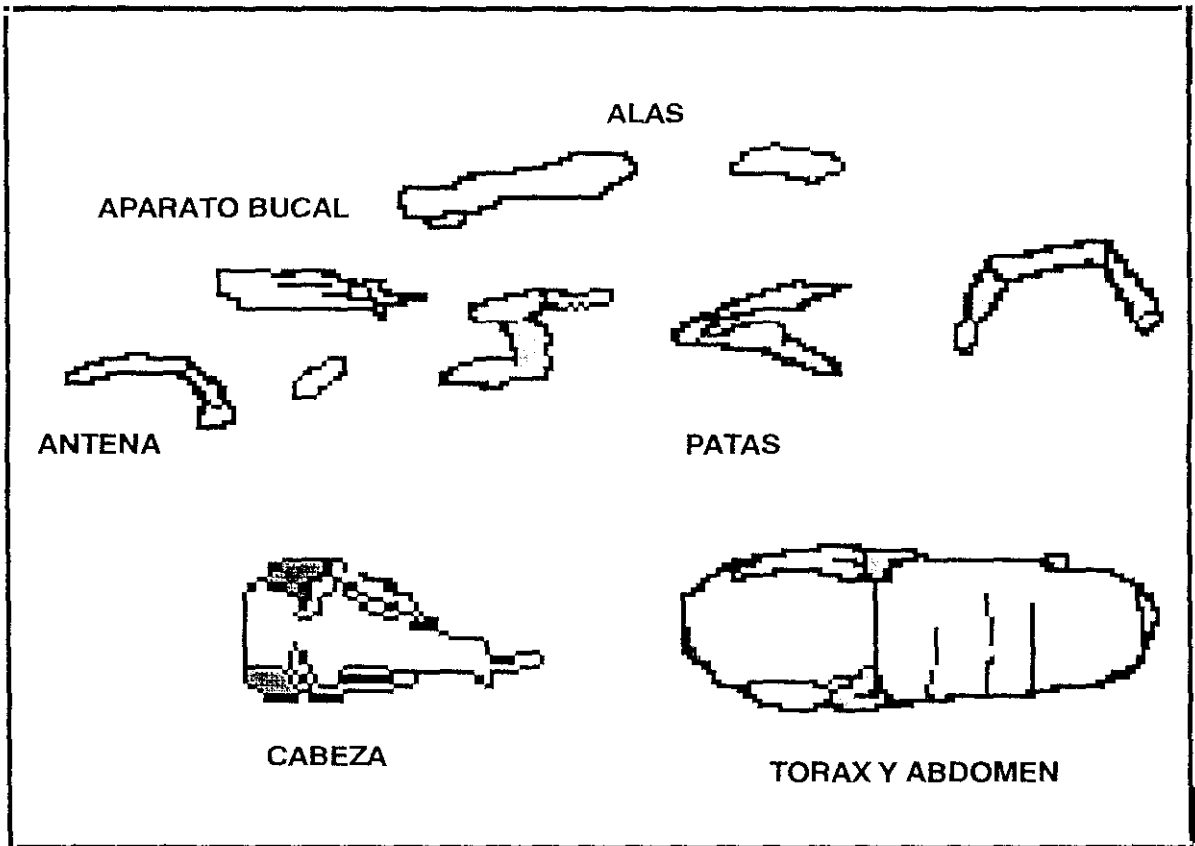 ALAS
APARATO BUCAL
ANTENA
PATAS
CABEZA
TORAX Y ABDOMEN